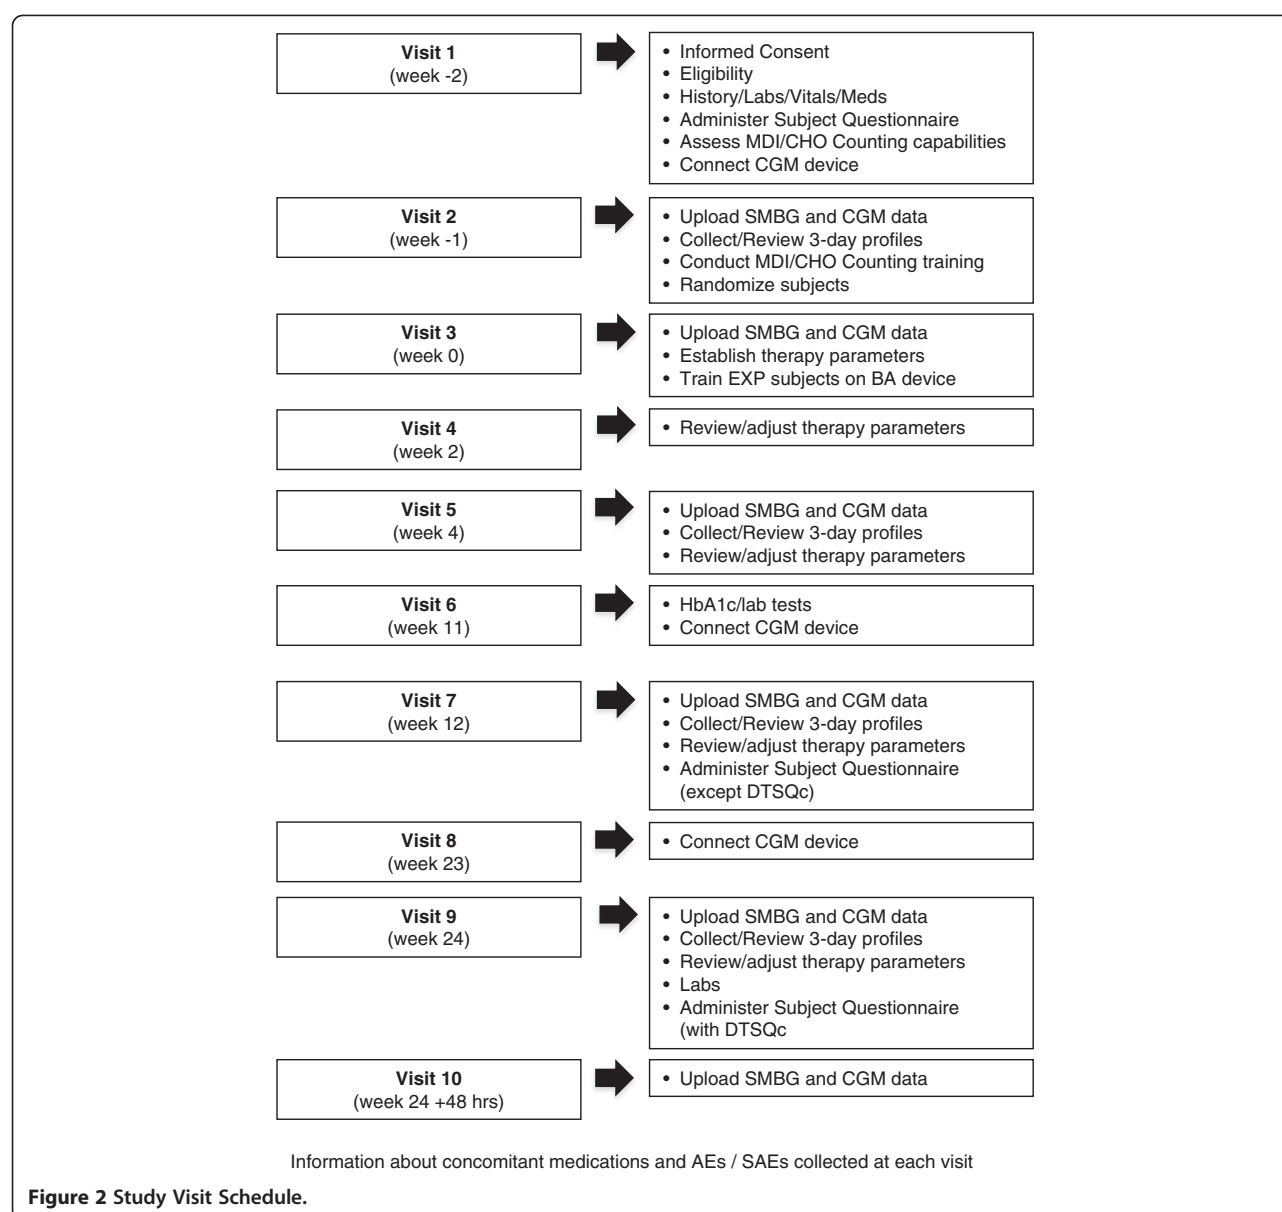 Visit 1
(week -2)
• Informed Consent
• Eligibility
• History/Labs/Vitals/Meds
• Administer Subject Questionnaire
• Assess MDI/CHO Counting capabilities
• Connect CGM device
Visit 2
(week -1)
• Upload SMBG and CGM data
• Collect/Review 3-day profiles
• Conduct MDI/CHO Counting training
• Randomize subjects
Visit 3
(week 0)
• Upload SMBG and CGM data
• Establish therapy parameters
• Train EXP subjects on BA device
Visit 4
(week 2)
• Review/adjust therapy parameters
Visit 5
(week 4)
• Upload SMBG and CGM data
• Collect/Review 3-day profiles
• Review/adjust therapy parameters
Visit 6
(week 11)
• HbA1c/lab tests
• Connect CGM device
Visit 7
(week 12)
• Upload SMBG and CGM data
• Collect/Review 3-day profiles
• Review/adjust therapy parameters
• Administer Subject Questionnaire
(except DTSQc)
Visit 8
(week 23)
• Connect CGM device
Visit 9
(week 24)
• Upload SMBG and CGM data
• Collect/Review 3-day profiles
• Review/adjust therapy parameters
• Labs
• Administer Subject Questionnaire
(with DTSQc
Visit 10
(week 24 +48 hrs)
• Upload SMBG and CGM data
Information about concomitant medications and AEs / SAEs collected at each visit
Figure 2 Study Visit Schedule.